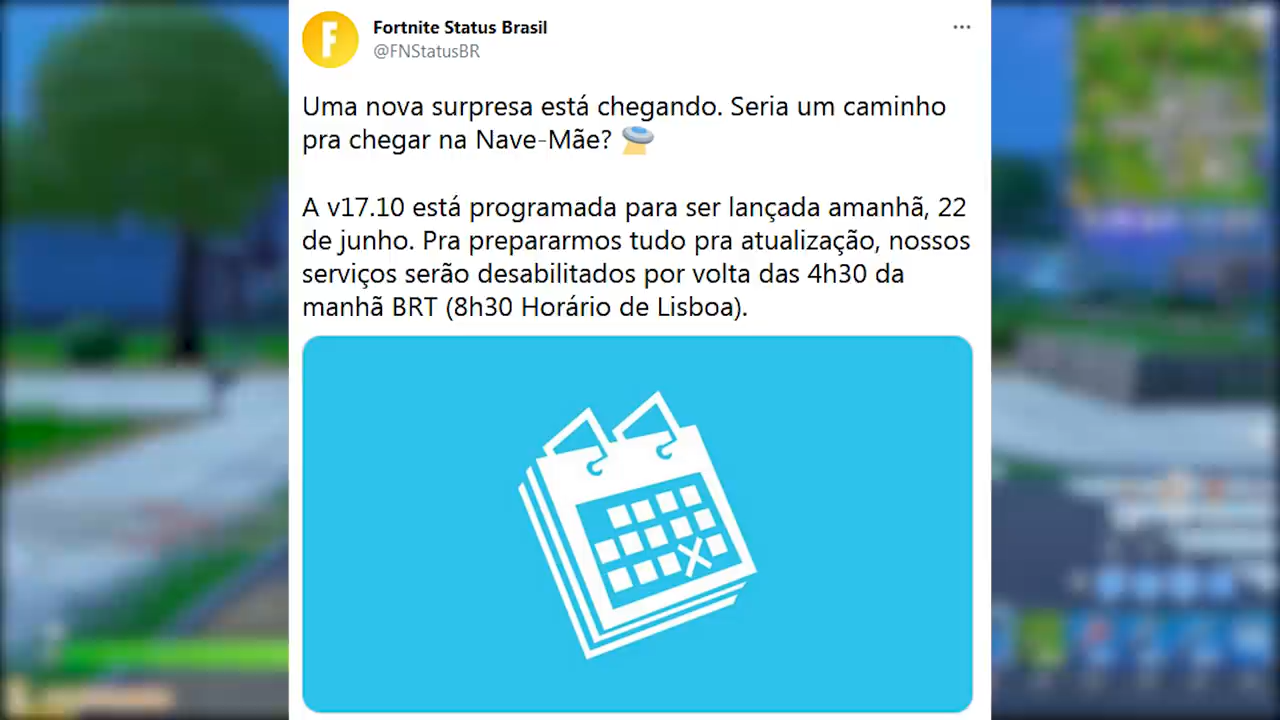 Fortnite Status Brasil
@FNStatusBR
Uma nova surpresa está chegando. Seria um caminho
pra chegar na Nave-Mãe? 🛸
A v17.10 está programada para ser lançada amanhã, 22
de junho. Pra prepararmos tudo pra atualização, nossos
serviços serão desabilitados por volta das 4h30 da
manhã BRT (8h30 Horário de Lisboa).